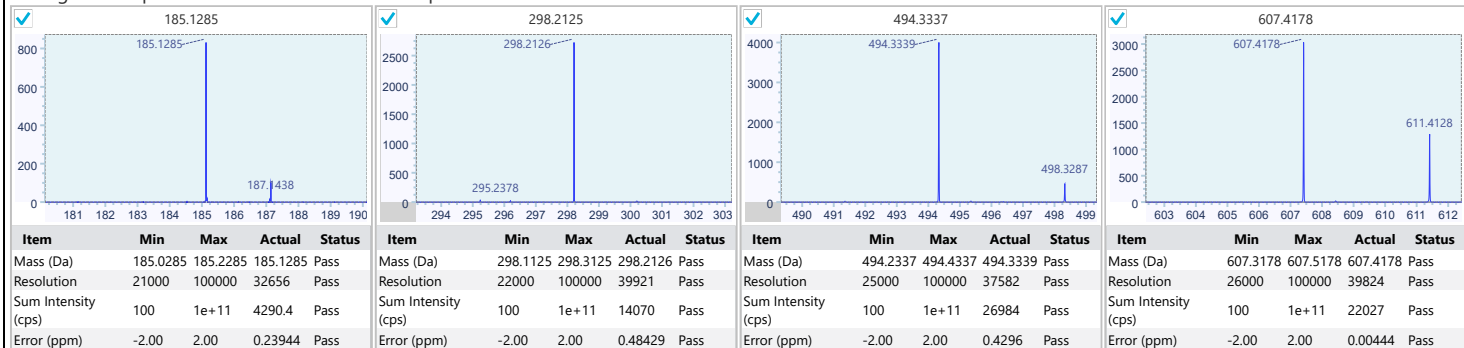 185.1285
800
600
400
200
0
185.1285
187.1438
181 182 183 184 185 186 187 188 189 190
Item Min Max Actual Status
Mass (Da) 185.0285 185.2285 185.1285 Pass
Resolution 21000 100000 32656 Pass
Sum Intensity (cps) 100 1e+11 4290.4 Pass
Error (ppm) -2.00 2.00 0.23944 Pass
298.2125
2500
2000
1500
1000
500
0
298.2126
295.2378
294 295 296 297 298 299 300 301 302 303
Item Min Max Actual Status
Mass (Da) 298.1125 298.3125 298.2126 Pass
Resolution 22000 100000 39921 Pass
Sum Intensity (cps) 100 1e+11 14070 Pass
Error (ppm) -2.00 2.00 0.48429 Pass
494.3337
4000
3000
2000
1000
0
494.3339
498.3287
490 491 492 493 494 495 496 497 498 499
Item Min Max Actual Status
Mass (Da) 494.2337 494.4337 494.3339 Pass
Resolution 25000 100000 37582 Pass
Sum Intensity (cps) 100 1e+11 26984 Pass
Error (ppm) -2.00 2.00 0.4296 Pass
607.4178
3000
2500
2000
1500
1000
500
0
607.4178
611.4128
603 604 605 606 607 608 609 610 611 612
Item Min Max Actual Status
Mass (Da) 607.3178 607.5178 607.4178 Pass
Resolution 26000 100000 39824 Pass
Sum Intensity (cps) 100 1e+11 22027 Pass
Error (ppm) -2.00 2.00 0.00444 Pass